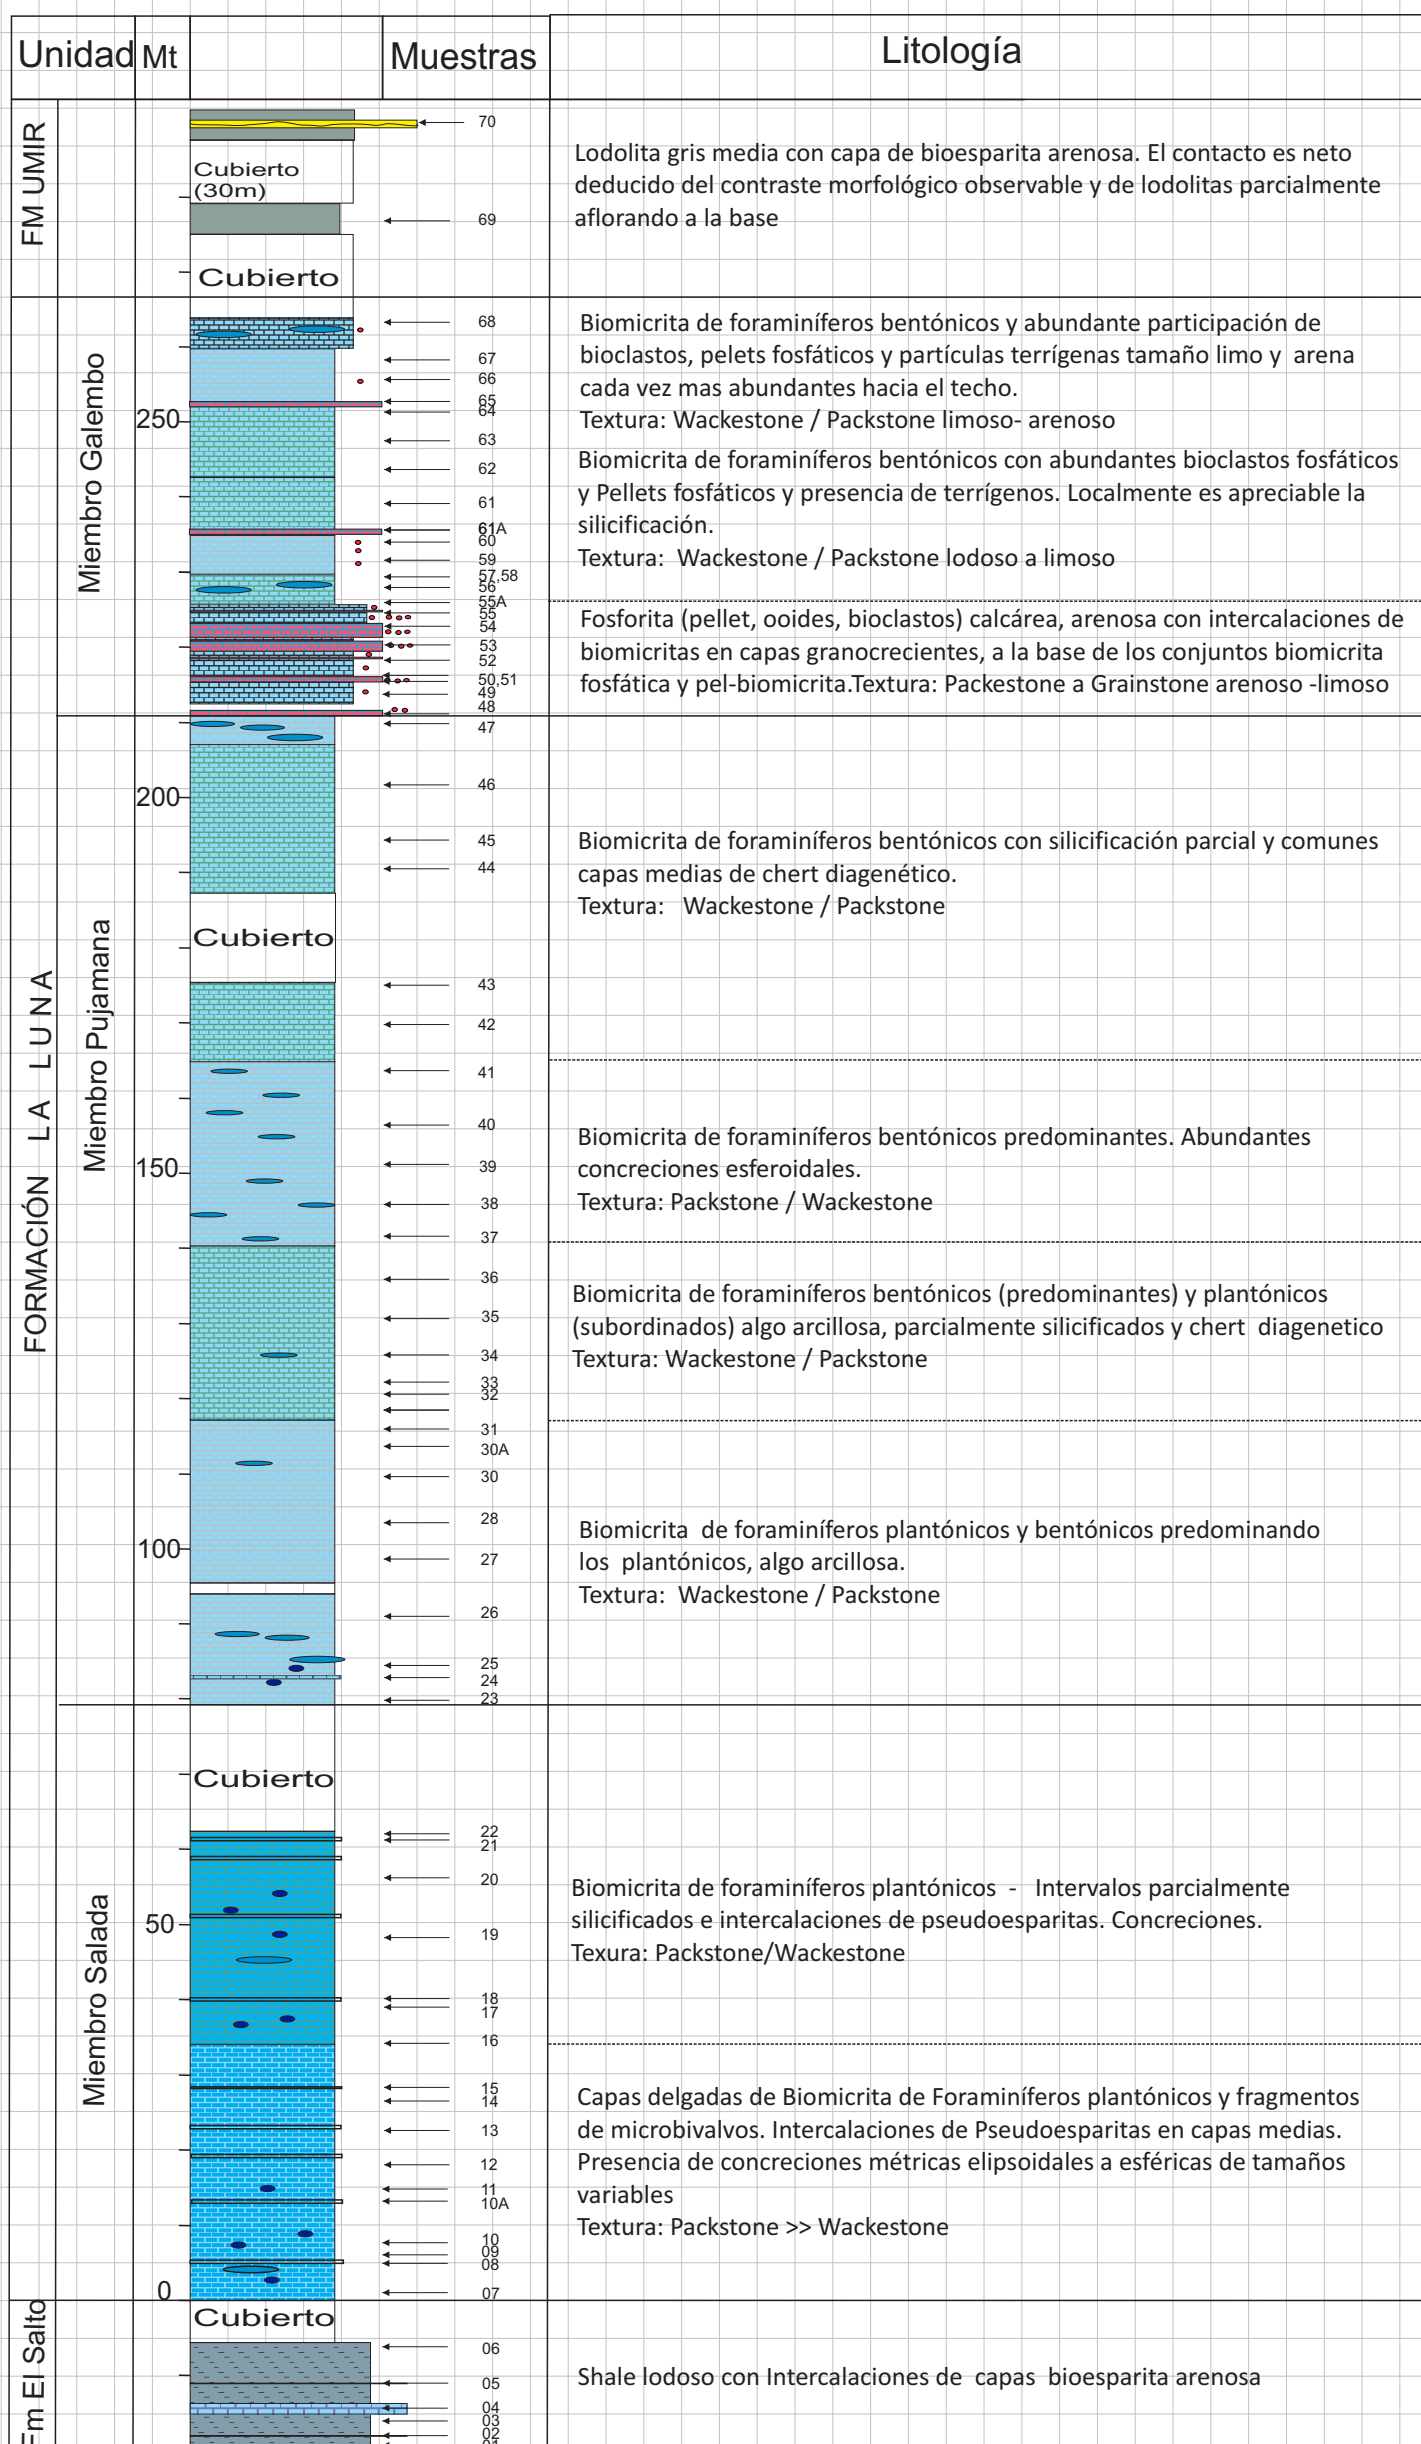 Unidad Mt Muestras Litología
FM UMIR
70
Cubierto
(30m)
69
Cubierto
Lodolita gris media con capa de bioesparita arenosa. El contacto es neto
deducido del contraste morfológico observable y de lodolitas parcialmente
aflorando a la base
FORMACIÓN LA LUNA
Miembro Galembo
250
68
67
66
65
64
63
62
61
61A
60
59
57,58
56
55A
55
54
53
52
50,51
49
48
Biomicrita de foraminíferos bentónicos y abundante participación de
bioclastos, pelets fosfáticos y partículas terrígenas tamaño limo y arena
cada vez mas abundantes hacia el techo.
Textura: Wackestone / Packstone limoso- arenoso
Biomicrita de foraminíferos bentónicos con abundantes bioclastos fosfáticos
y Pellets fosfáticos y presencia de terrígenos. Localmente es apreciable la
silicificación.
Textura: Wackestone / Packstone lodoso a limoso
Fosforita (pellet, ooides, bioclastos) calcárea, arenosa con intercalaciones de
biomicritas en capas granocrecientes, a la base de los conjuntos biomicrita
fosfática y pel-biomicrita.Textura: Packestone a Grainstone arenoso -limoso
Miembro Pujamana
200
150
100
47
46
45
44
Cubierto
43
42
41
40
39
38
37
36
35
34
33
32
31
30A
30
28
27
26
25
24
23
Biomicrita de foraminíferos bentónicos con silicificación parcial y comunes
capas medias de chert diagenético.
Textura: Wackestone / Packstone
Biomicrita de foraminíferos bentónicos predominantes. Abundantes
concreciones esferoidales.
Textura: Packstone / Wackestone
Biomicrita de foraminíferos bentónicos (predominantes) y plantónicos
(subordinados) algo arcillosa, parcialmente silicificados y chert diagenetico
Textura: Wackestone / Packstone
Biomicrita de foraminíferos plantónicos y bentónicos predominando
los plantónicos, algo arcillosa.
Textura: Wackestone / Packstone
Miembro Salada
Cubierto
50
0
22
21
20
19
18
17
16
15
14
13
12
11
10A
10
09
08
07
Biomicrita de foraminíferos plantónicos - Intervalos parcialmente
silicificados e intercalaciones de pseudoesparitas. Concreciones.
Texura: Packstone/Wackestone
Capas delgadas de Biomicrita de Foraminíferos plantónicos y fragmentos
de microbivalvos. Intercalaciones de Pseudoesparitas en capas medias.
Presencia de concreciones métricas elipsoidales a esféricas de tamaños
variables
Textura: Packstone >> Wackestone
Fm El Salto
Cubierto
06
05
04
03
02
01
Shale lodoso con Intercalaciones de capas bioesparita arenosa